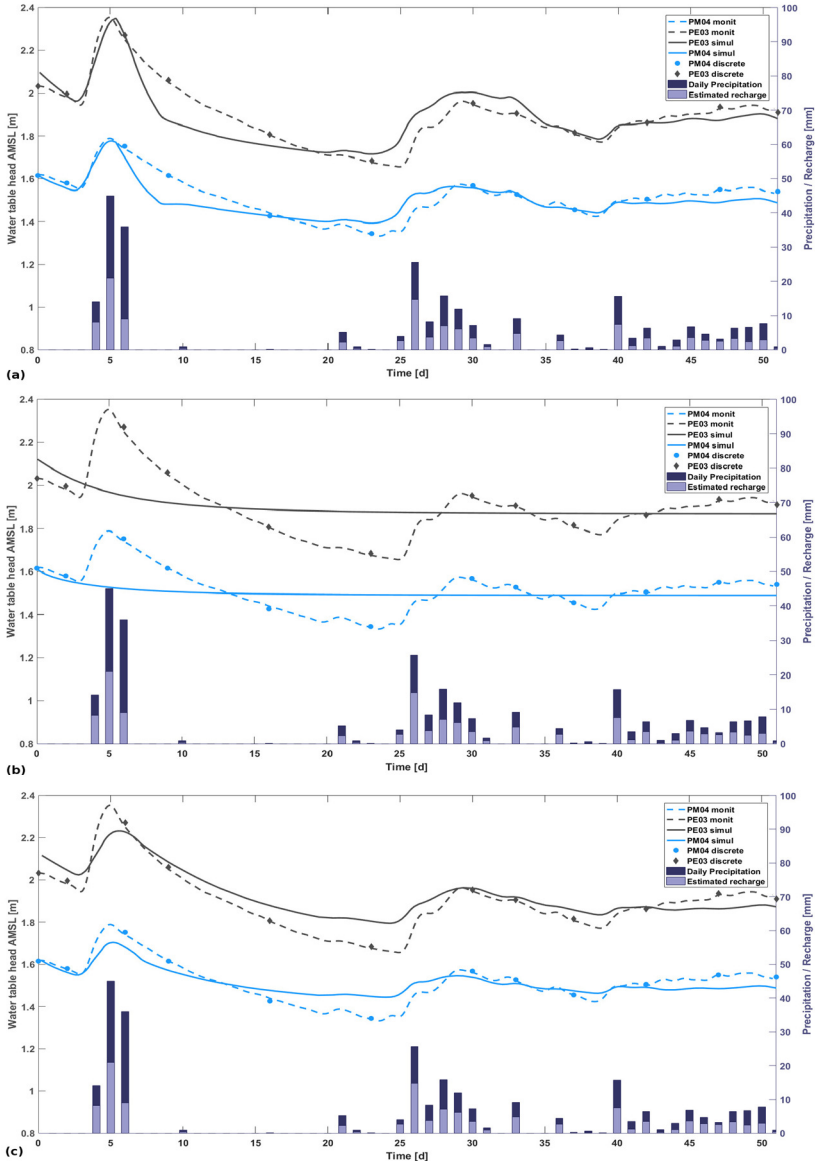 2.4
2.2
2
1.8
1.6
1.4
1.2
1
0.8
Water table head AMSL [m]
0 5 10 15 20 25 30 35 40 45 50
Time [d]
100
90
80
70
60
50
40
30
20
10
0
Precipitation / Recharge [mm]
PM04 monit
PE03 monit
PE03 simul
PM04 simul
PM04 discrete
PE03 discrete
Daily Precipitation
Estimated recharge
(a)
2.4
2.2
2
1.8
1.6
1.4
1.2
1
0.8
Water table head AMSL [m]
0 5 10 15 20 25 30 35 40 45 50
Time [d]
100
90
80
70
60
50
40
30
20
10
0
Precipitation / Recharge [mm]
PM04 monit
PE03 monit
PE03 simul
PM04 simul
PM04 discrete
PE03 discrete
Daily Precipitation
Estimated recharge
(b)
2.4
2.2
2
1.8
1.6
1.4
1.2
1
0.8
Water table head AMSL [m]
0 5 10 15 20 25 30 35 40 45 50
Time [d]
100
90
80
70
60
50
40
30
20
10
0
Precipitation / Recharge [mm]
PM04 monit
PE03 monit
PE03 simul
PM04 simul
PM04 discrete
PE03 discrete
Daily Precipitation
Estimated recharge
(c)